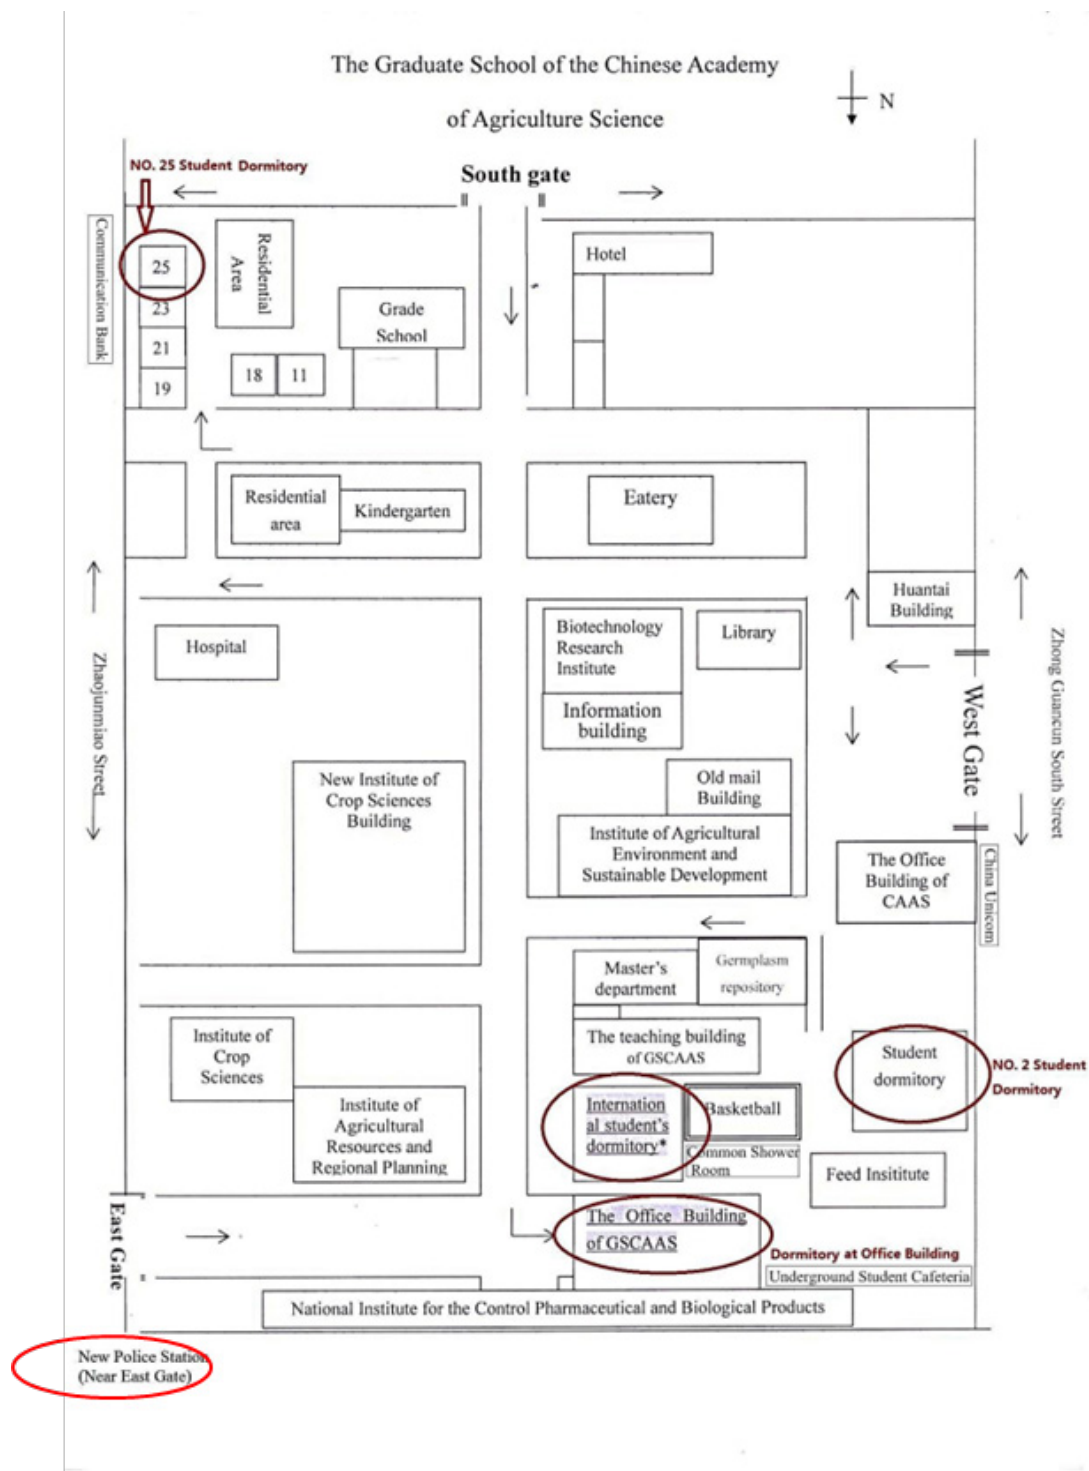 The Graduate School of the Chinese Academy
of Agriculture Science
N
NO. 25 Student Dormitory
South gate
Communication Bank
25
23
21
19
Residential
Area
18
11
Grade
School
Hotel
Residential
area
Kindergarten
Eatery
Huantai
Building
Hospital
Biotechnology
Research
Institute
Library
Information
building
Zhaojunmiao Street
West Gate
Zhong Guancun South Street
New Institute of
Crop Sciences
Building
Old mail
Building
Institute of Agricultural
Environment and
Sustainable Development
The Office
Building of
CAAS
China Unicom
Master's
department
Germplasm
repository
Institute of
Crop
Sciences
The teaching building
of GSCAAS
Student
dormitory
NO. 2 Student
Dormitory
Institute of
Agricultural
Resources and
Regional Planning
Internation
al student's
dormitory*
Basketball
Common Shower
Room
Feed Insititute
East Gate
The Office Building
of GSCAAS
Dormitory at Office Building
Underground Student Cafeteria
National Institute for the Control Pharmaceutical and Biological Products
New Police Station
(Near East Gate)